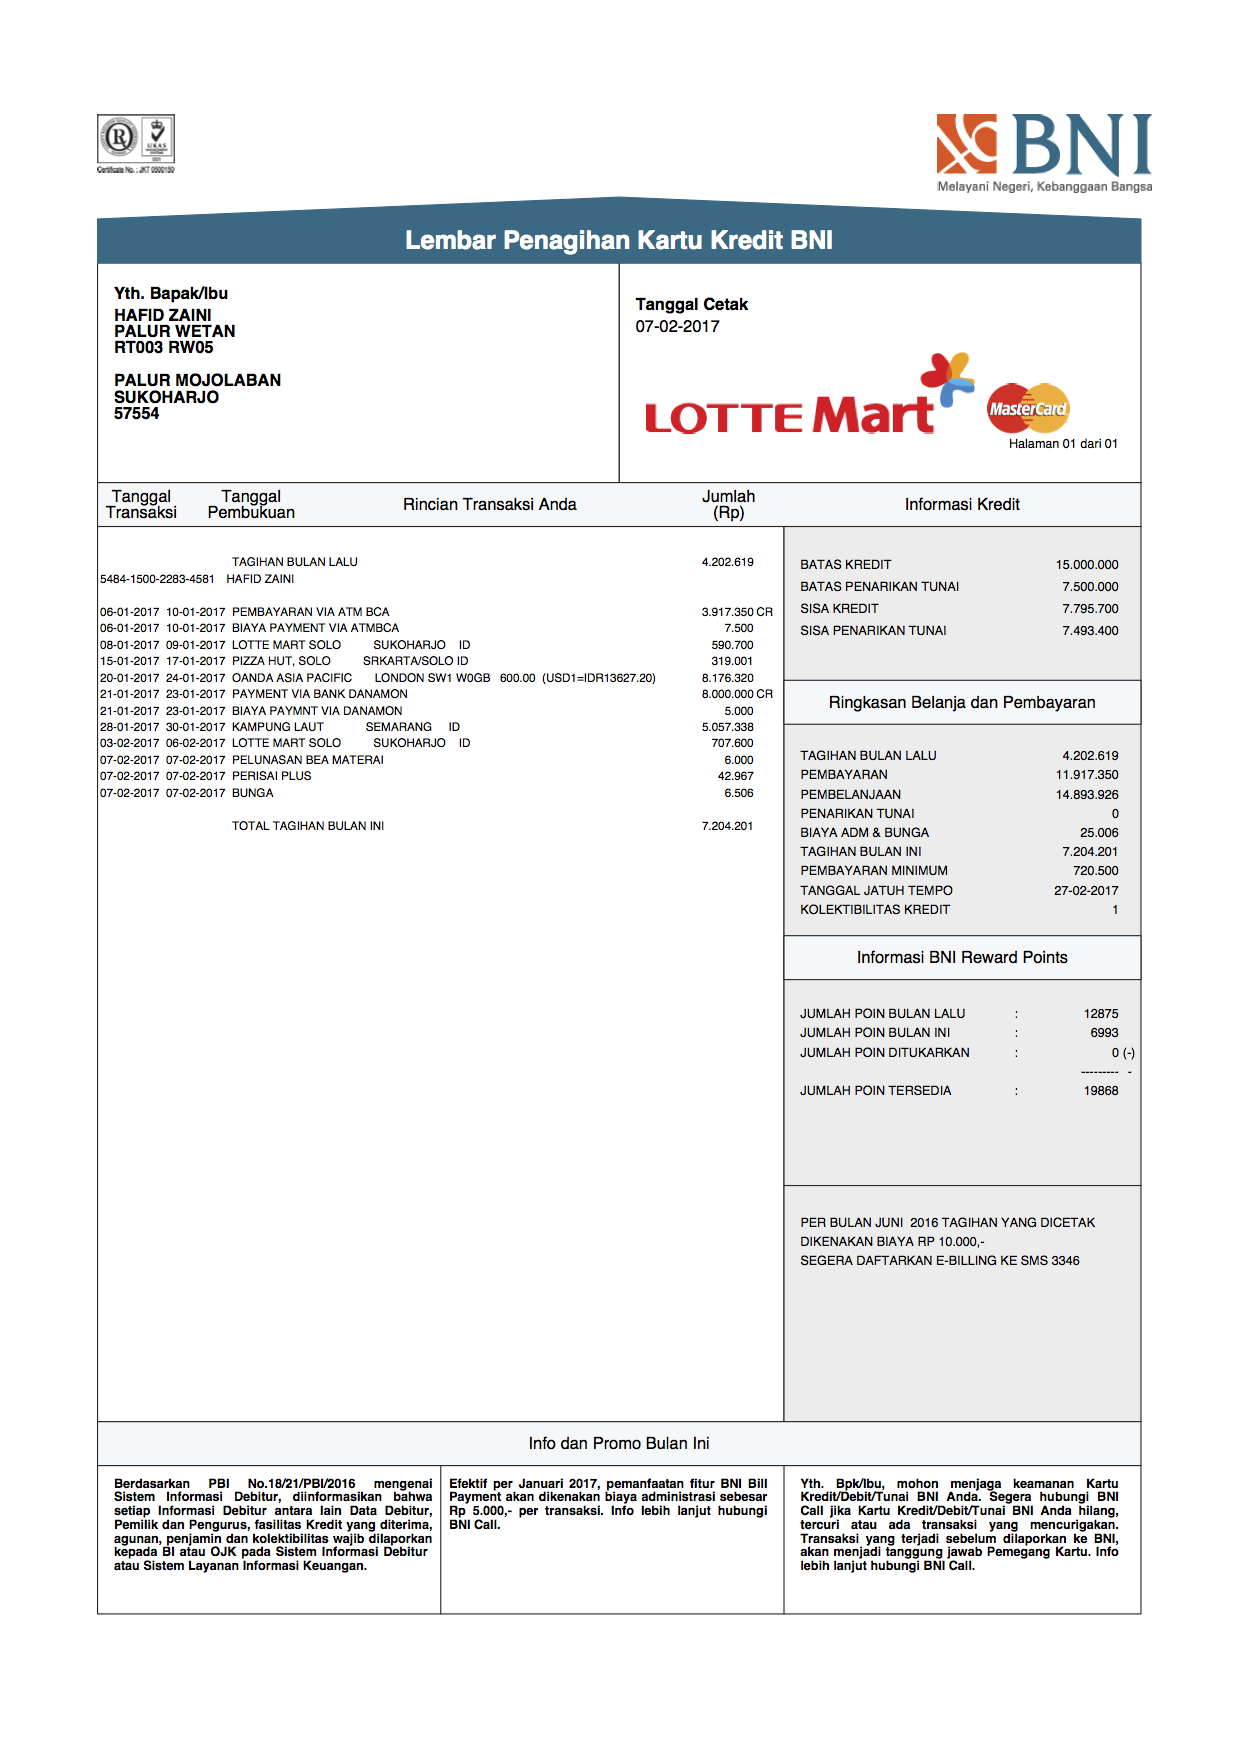 R
UKAS
MANAGEMENT
SYSTEMS
001
Certificate No. : JKT 0500150
BNI
Melayani Negeri, Kebanggaan Bangsa
Lembar Penagihan Kartu Kredit BNI
Yth. Bapak/Ibu
HAFID ZAINI
PALUR WETAN
RT003 RW05
PALUR MOJOLABAN
SUKOHARJO
57554
Tanggal Cetak
07-02-2017
LOTTE Mart
MasterCard
Halaman 01 dari 01
Tanggal Transaksi Tanggal Pembukuan Rincian Transaksi Anda Jumlah (Rp)
TAGIHAN BULAN LALU 4.202.619
5484-1500-2283-4581 HAFID ZAINI
06-01-2017 10-01-2017 PEMBAYARAN VIA ATM BCA 3.917.350 CR
06-01-2017 10-01-2017 BIAYA PAYMENT VIA ATMBCA 7.500
08-01-2017 09-01-2017 LOTTE MART SOLO SUKOHARJO ID 590.700
15-01-2017 17-01-2017 PIZZA HUT, SOLO SRKARTA/SOLO ID 319.001
20-01-2017 24-01-2017 OANDA ASIA PACIFIC LONDON SW1 W0GB 600.00 (USD1=IDR13627.20) 8.176.320
21-01-2017 23-01-2017 PAYMENT VIA BANK DANAMON 8.000.000 CR
21-01-2017 23-01-2017 BIAYA PAYMNT VIA DANAMON 5.000
28-01-2017 30-01-2017 KAMPUNG LAUT SEMARANG ID 5.057.338
03-02-2017 06-02-2017 LOTTE MART SOLO SUKOHARJO ID 707.600
07-02-2017 07-02-2017 PELUNASAN BEA MATERAI 6.000
07-02-2017 07-02-2017 PERISAI PLUS 42.967
07-02-2017 07-02-2017 BUNGA 6.506
TOTAL TAGIHAN BULAN INI 7.204.201
Informasi Kredit
BATAS KREDIT 15.000.000
BATAS PENARIKAN TUNAI 7.500.000
SISA KREDIT 7.795.700
SISA PENARIKAN TUNAI 7.493.400
Ringkasan Belanja dan Pembayaran
TAGIHAN BULAN LALU 4.202.619
PEMBAYARAN 11.917.350
PEMBELANJAAN 14.893.926
PENARIKAN TUNAI 0
BIAYA ADM & BUNGA 25.006
TAGIHAN BULAN INI 7.204.201
PEMBAYARAN MINIMUM 720.500
TANGGAL JATUH TEMPO 27-02-2017
KOLEKTIBILITAS KREDIT 1
Informasi BNI Reward Points
JUMLAH POIN BULAN LALU : 12875
JUMLAH POIN BULAN INI : 6993
JUMLAH POIN DITUKARKAN : 0 (-)
--------- -
JUMLAH POIN TERSEDIA : 19868
PER BULAN JUNI 2016 TAGIHAN YANG DICETAK
DIKENAKAN BIAYA RP 10.000,-
SEGERA DAFTARKAN E-BILLING KE SMS 3346
Info dan Promo Bulan Ini
Berdasarkan PBI No.18/21/PBI/2016 mengenai
Sistem Informasi Debitur, diinformasikan bahwa
setiap Informasi Debitur antara lain Data Debitur,
Pemilik dan Pengurus, fasilitas Kredit yang diterima,
agunan, penjamin dan kolektibilitas wajib dilaporkan
kepada BI atau OJK pada Sistem Informasi Debitur
atau Sistem Layanan Informasi Keuangan.
Efektif per Januari 2017, pemanfaatan fitur BNI Bill
Payment akan dikenakan biaya administrasi sebesar
Rp 5.000,- per transaksi. Info lebih lanjut hubungi
BNI Call.
Yth. Bpk/Ibu, mohon menjaga keamanan Kartu
Kredit/Debit/Tunai BNI Anda. Segera hubungi BNI
Call jika Kartu Kredit/Debit/Tunai BNI Anda hilang,
tercuri atau ada transaksi yang mencurigakan.
Transaksi yang terjadi sebelum dilaporkan ke BNI,
akan menjadi tanggung jawab Pemegang Kartu. Info
lebih lanjut hubungi BNI Call.